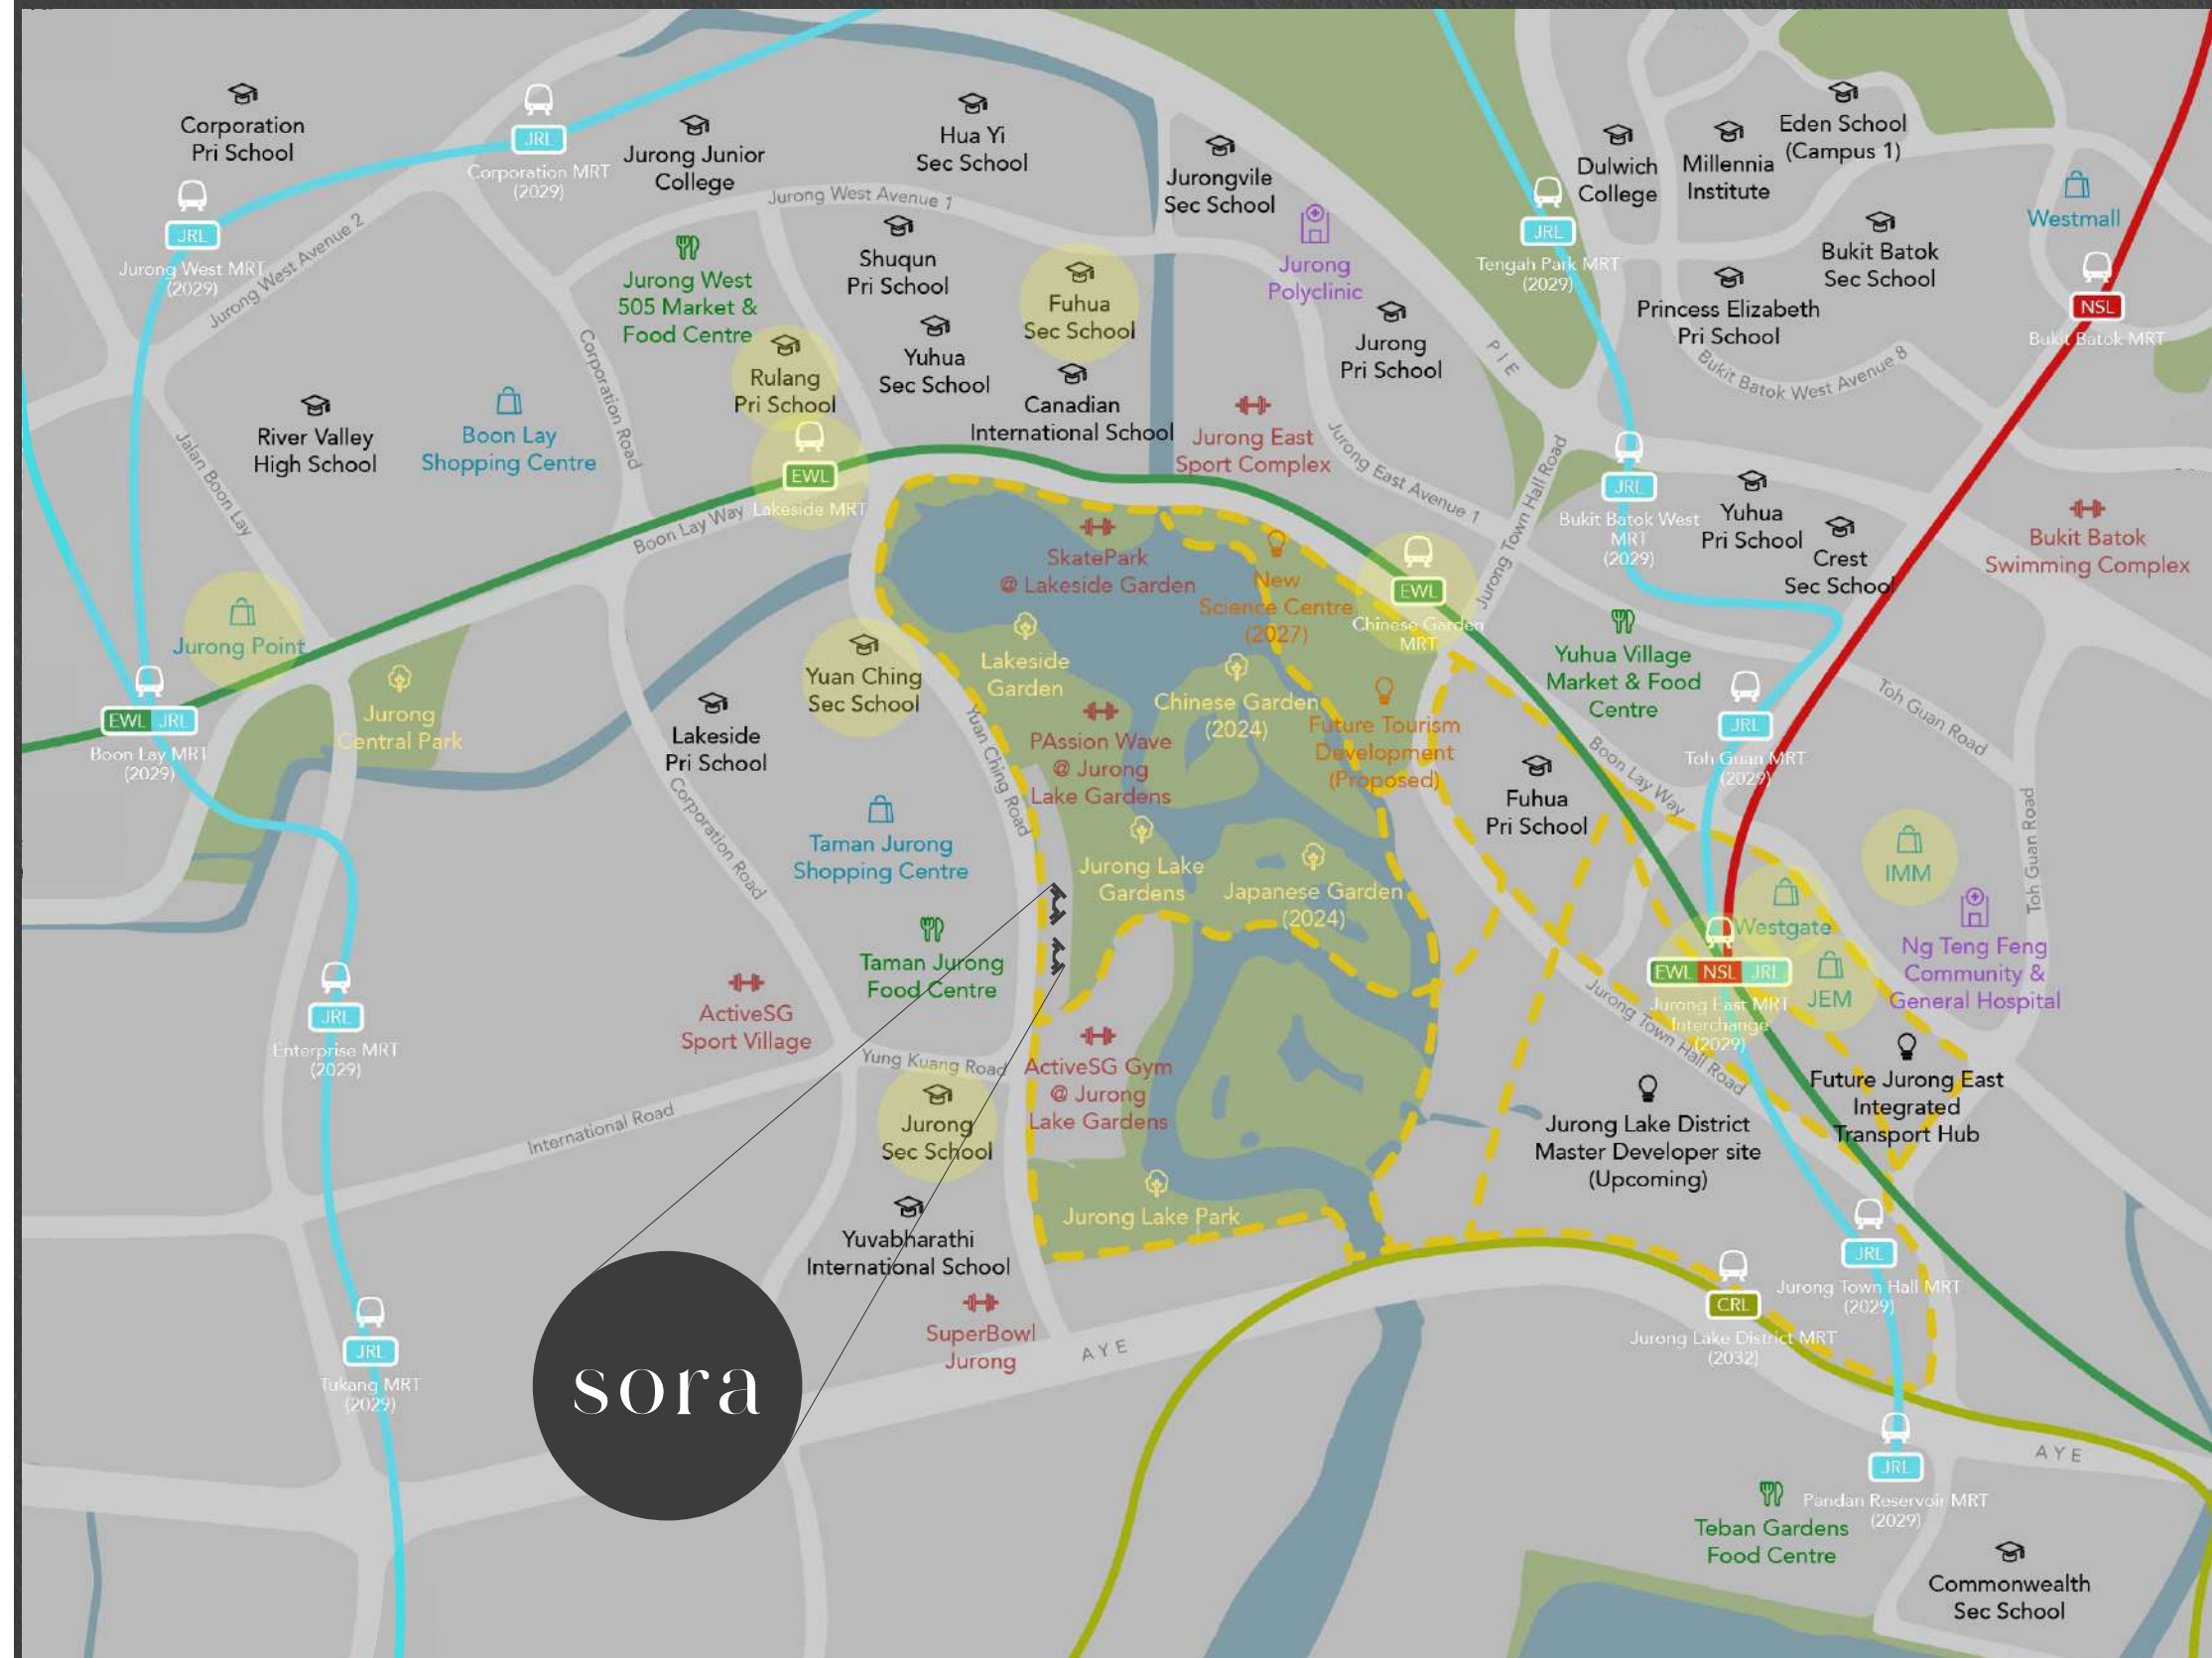 Corporation
Pri School
JRL
Corporation MRT
(2029)
Jurong Junior
College
Hua Yi
Sec School
Jurongvile
Sec School
Dulwich
College
Millennia
Institute
Eden School
(Campus 1)
Westmall
JRL
Jurong West MRT
(2029)
Jurong West Avenue 2
Jurong West Avenue 1
Jurong West
505 Market &
Food Centre
Shuqun
Pri School
Fuhua
Sec School
Jurong
Polyclinic
JRL
Tengah Park MRT
(2029)
Bukit Batok
Sec School
Princess Elizabeth
Pri School
NSL
Bukit Batok MRT
Rulang
Pri School
Yuhua
Sec School
Jurong
Pri School
PIE
Bukit Batok West Avenue 8
Canadian
International School
River Valley
High School
Boon Lay
Shopping Centre
Corporation Road
Jalan Boon Lay
EWL
Lakeside MRT
Boon Lay Way
Jurong East
Sport Complex
Jurong East Avenue 1
Jurong Town Hall Road
JRL
Bukit Batok West
MRT
(2029)
Yuhua
Pri School
Crest
Sec School
Bukit Batok
Swimming Complex
SkatePark
@ Lakeside Garden
New
Science Centre
(2027)
EWL
Chinese Garden
MRT
Jurong Point
Yuan Ching
Sec School
Lakeside
Garden
Chinese Garden
(2024)
Yuhua Village
Market & Food
Centre
Toh Guan Road
EWL JRL
Boon Lay MRT
(2029)
Jurong
Central Park
Lakeside
Pri School
Yuan Ching Road
PAssion Wave
@ Jurong
Lake Gardens
Future Tourism
Development
(Proposed)
JRL
Toh Guan MRT
(2029)
Boon Lay Way
Fuhua
Pri School
Corporation Road
Taman Jurong
Shopping Centre
Jurong Lake
Gardens
Japanese Garden
(2024)
IMM
Toh Guan Road
Westgate
Taman Jurong
Food Centre
EWL NSL JRL
Jurong East MRT
Interchange
(2029)
JEM
Ng Teng Feng
Community &
General Hospital
Jurong Town Hall Road
JRL
Enterprise MRT
(2029)
ActiveSG
Sport Village
Yung Kuang Road
ActiveSG Gym
@ Jurong
Lake Gardens
Jurong
Sec School
International Road
Jurong Lake District
Master Developer site
(Upcoming)
Future Jurong East
Integrated
Transport Hub
Jurong Lake Park
Yuvabharathi
International School
JRL
Jurong Town Hall MRT
(2029)
CRL
Jurong Lake District MRT
(2032)
SuperBowl
Jurong
AYE
JRL
Tukang MRT
(2029)
sora
AYE
JRL
Pandan Reservoir MRT
(2029)
Teban Gardens
Food Centre
Commonwealth
Sec School